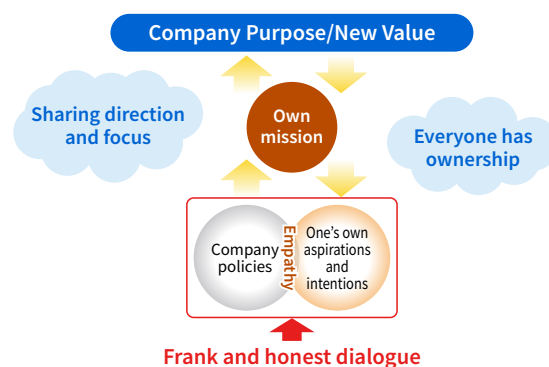 Company Purpose/New Value
Sharing direction
and focus
Own
mission
Everyone has
ownership
Company
policies
Empathy
One’s own
aspirations
and
intentions
Frank and honest dialogue